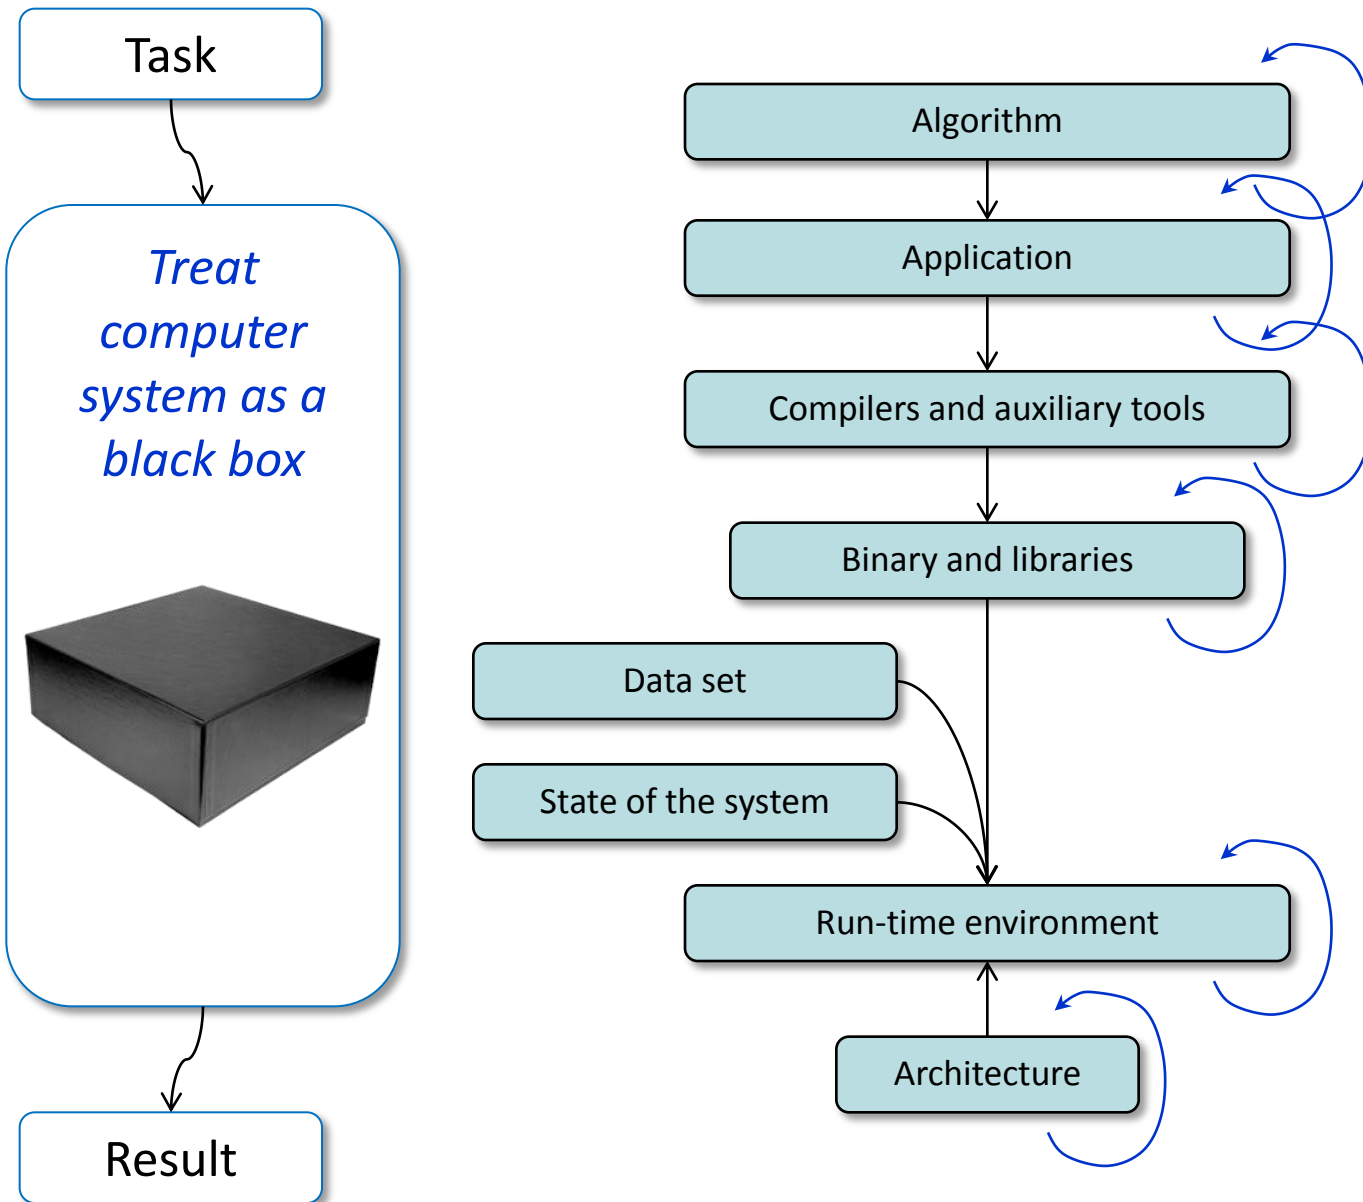 Task
Treat
computer
system as a
black box
Result
Algorithm
Application
Compilers and auxiliary tools
Binary and libraries
Data set
State of the system
Run-time environment
Architecture